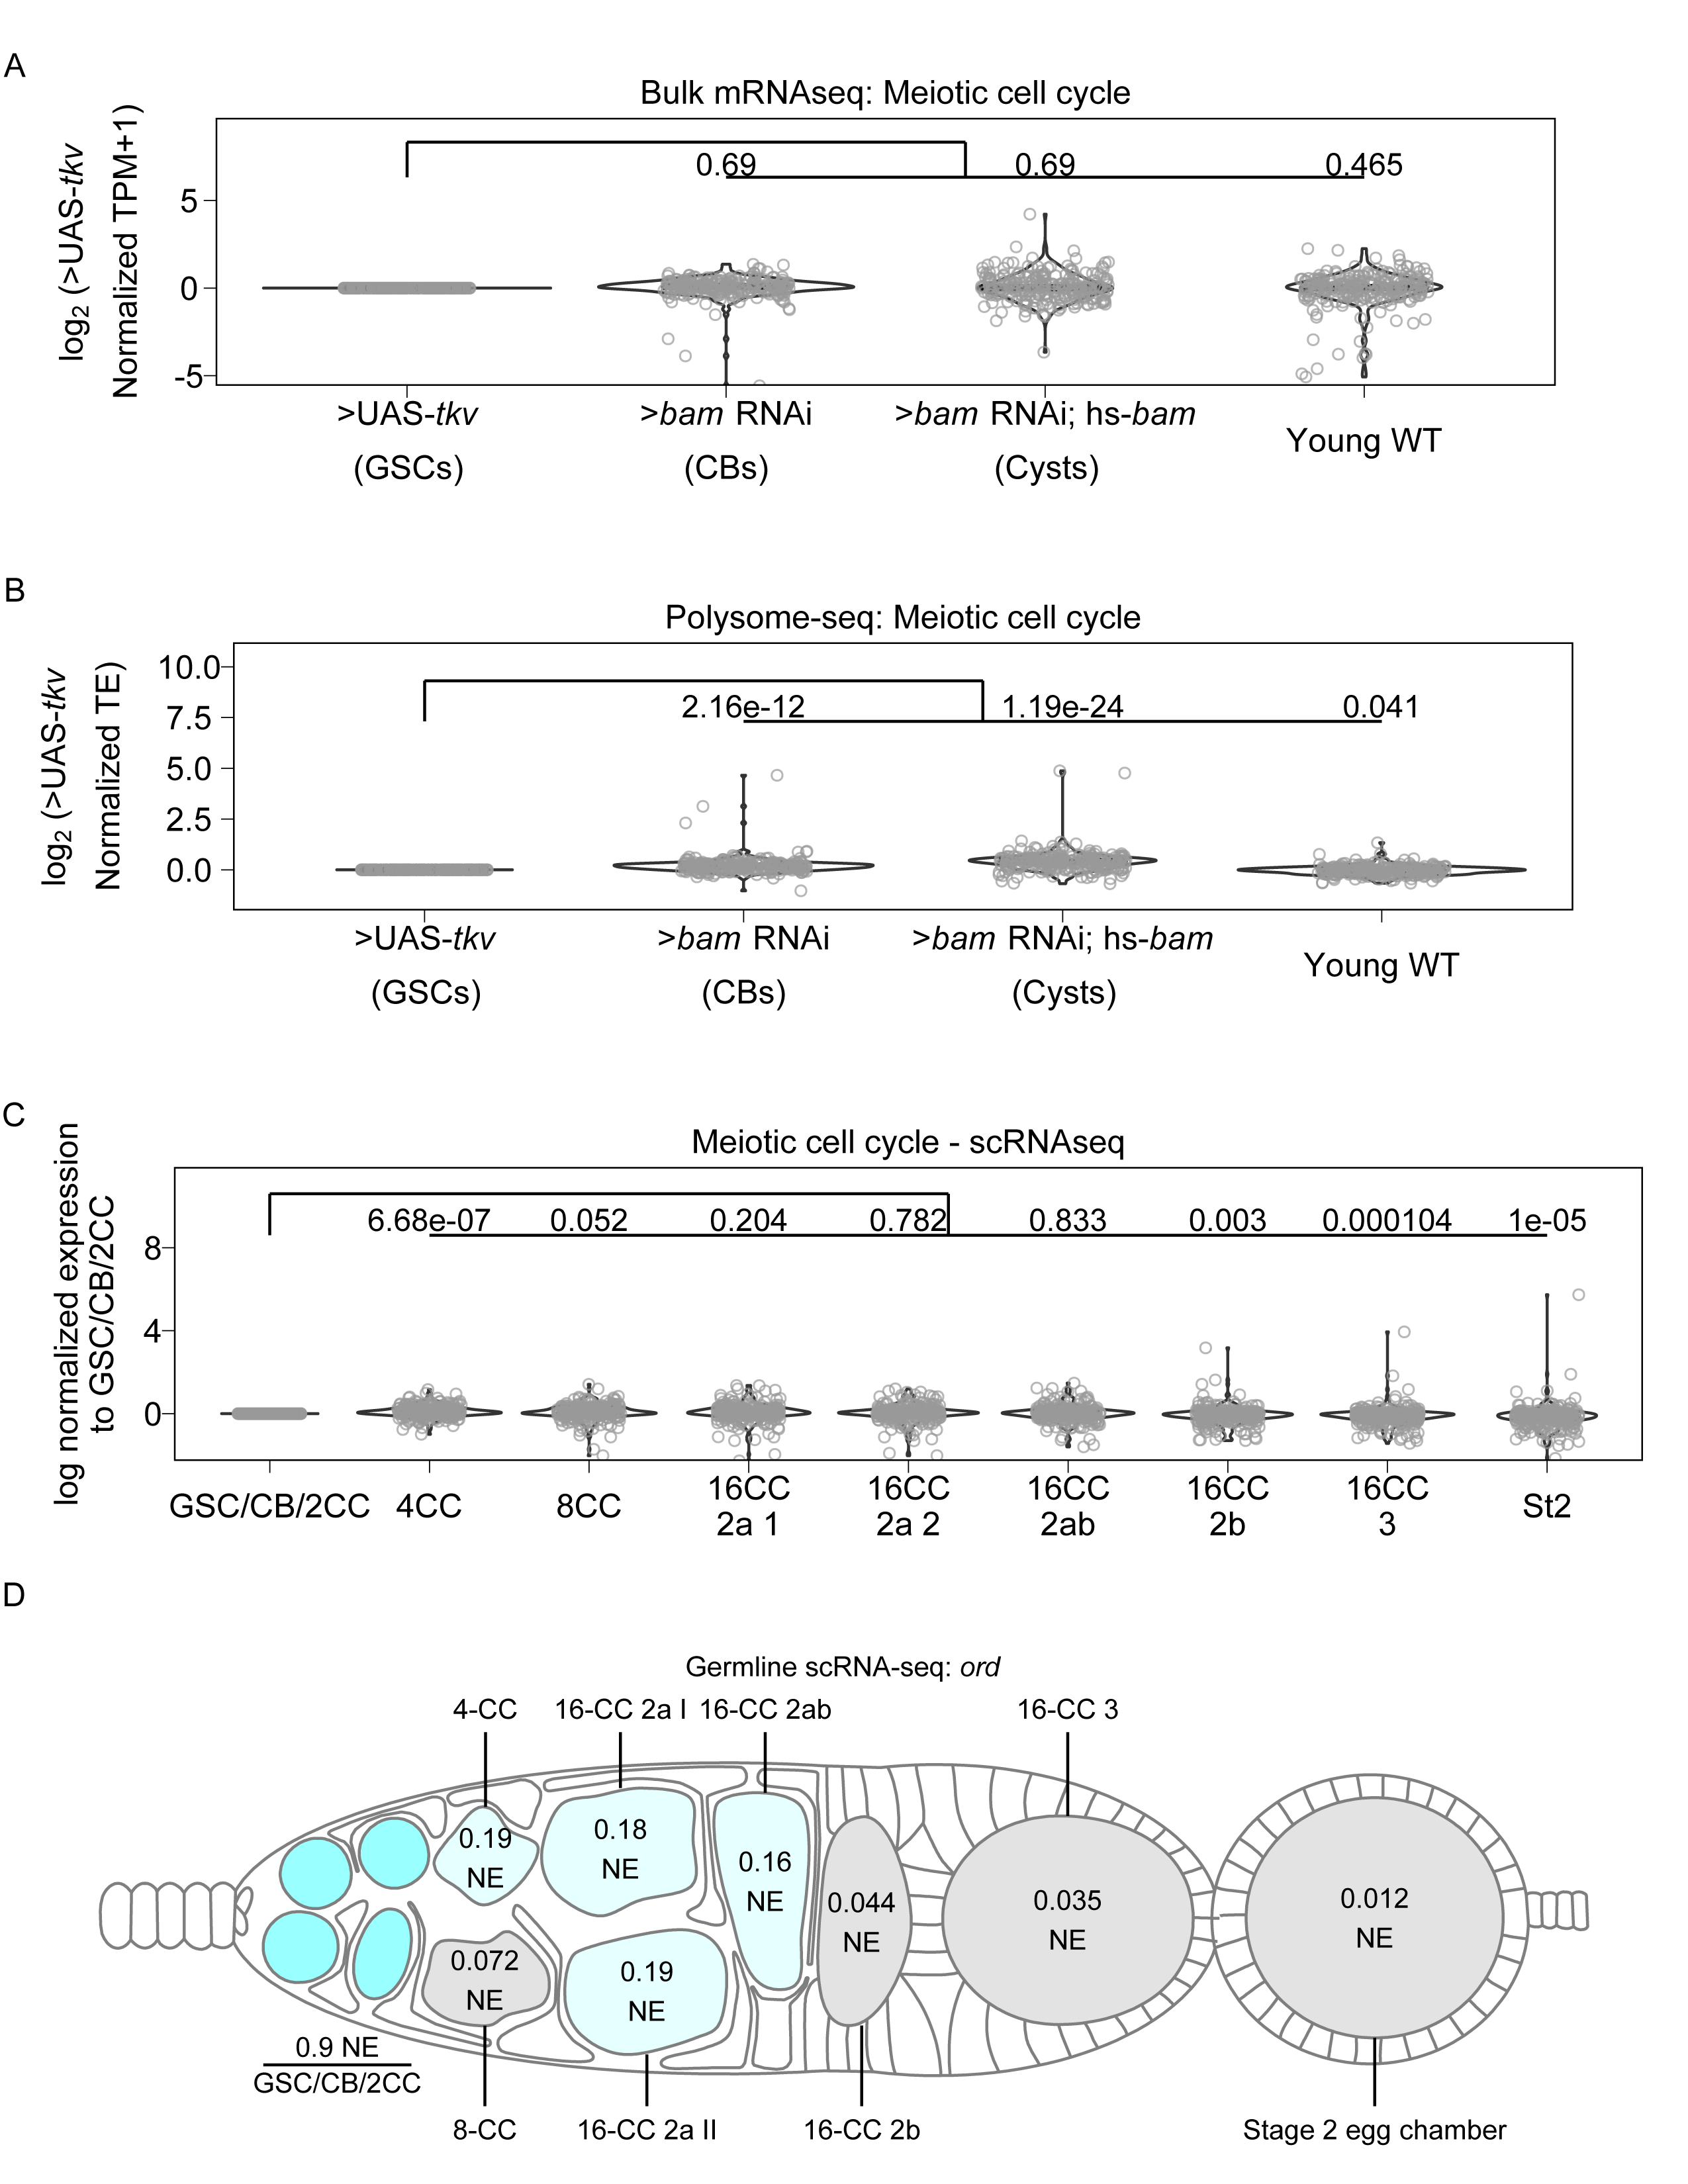 A
Bulk mRNAseq: Meiotic cell cycle
log2 (>UAS-tkv
Normalized TPM+1)
0.69 0.69 0.465
5
0
-5
>UAS-tkv >bam RNAi >bam RNAi; hs-bam Young WT
(GSCs) (CBs) (Cysts)
B
Polysome-seq: Meiotic cell cycle
log2 (>UAS-tkv
Normalized TE)
10.0
2.16e-12 1.19e-24 0.041
7.5
5.0
2.5
0.0
>UAS-tkv >bam RNAi >bam RNAi; hs-bam Young WT
(GSCs) (CBs) (Cysts)
C
Meiotic cell cycle - scRNAseq
log normalized expression
to GSC/CB/2CC
6.68e-07 0.052 0.204 0.782 0.833 0.003 0.000104 1e-05
8
4
0
GSC/CB/2CC 4CC 8CC 16CC 16CC 16CC 16CC 16CC St2
2a 1 2a 2 2ab 2b 3
D
Germline scRNA-seq: ord
4-CC 16-CC 2a I 16-CC 2ab 16-CC 3
0.19
NE
0.18
NE
0.16
NE
0.044
NE
0.035
NE
0.012
NE
0.072
NE
0.19
NE
0.9 NE
GSC/CB/2CC
8-CC 16-CC 2a II 16-CC 2b Stage 2 egg chamber